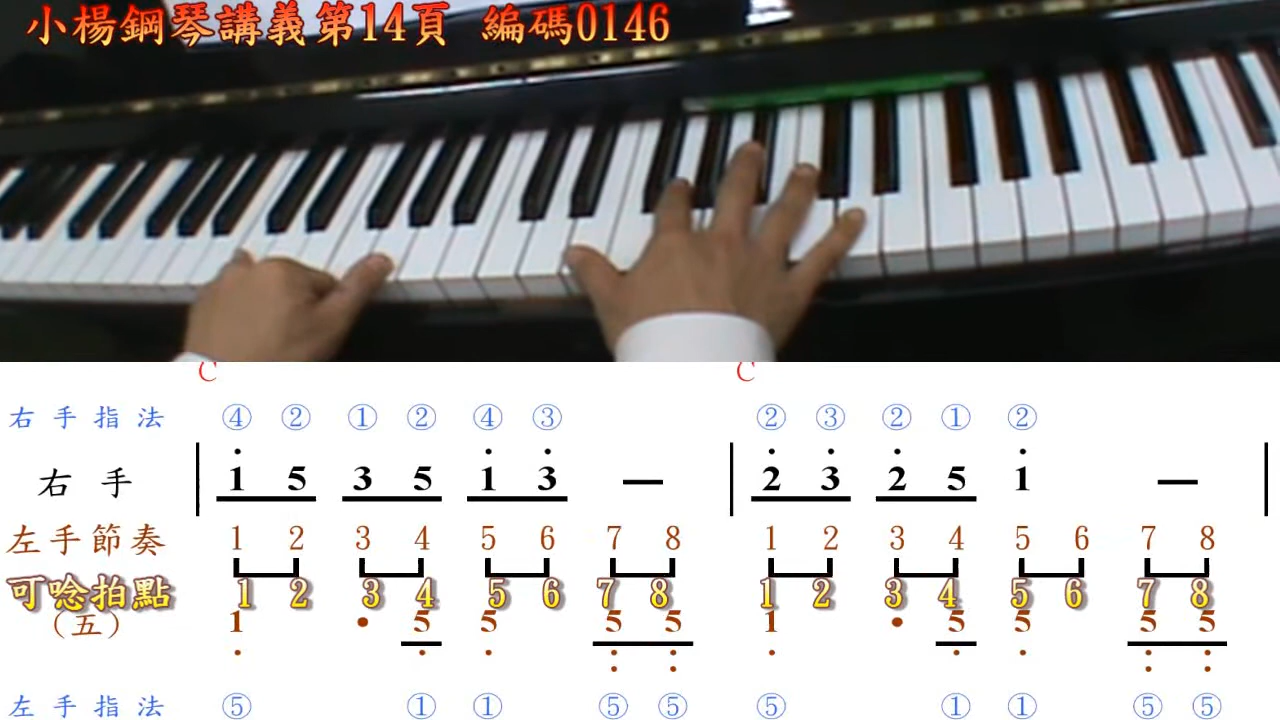 小楊鋼琴講義第14頁 編碼0146
C C
右手指法 ④ ② ① ② ④ ③ ② ③ ② ① ②
右手 1 5 3 5 1 3 — 2 3 2 5 1 —
左手節奏 1 2 3 4 5 6 7 8 1 2 3 4 5 6 7 8
可唸拍點 1 2 3 4 5 6 7 8 1 2 3 4 5 6 7 8
(五) 1 • 5 5 5 5 1 • 5 5 5 5
左手指法 ⑤ ① ① ⑤ ⑤ ⑤ ① ① ⑤ ⑤